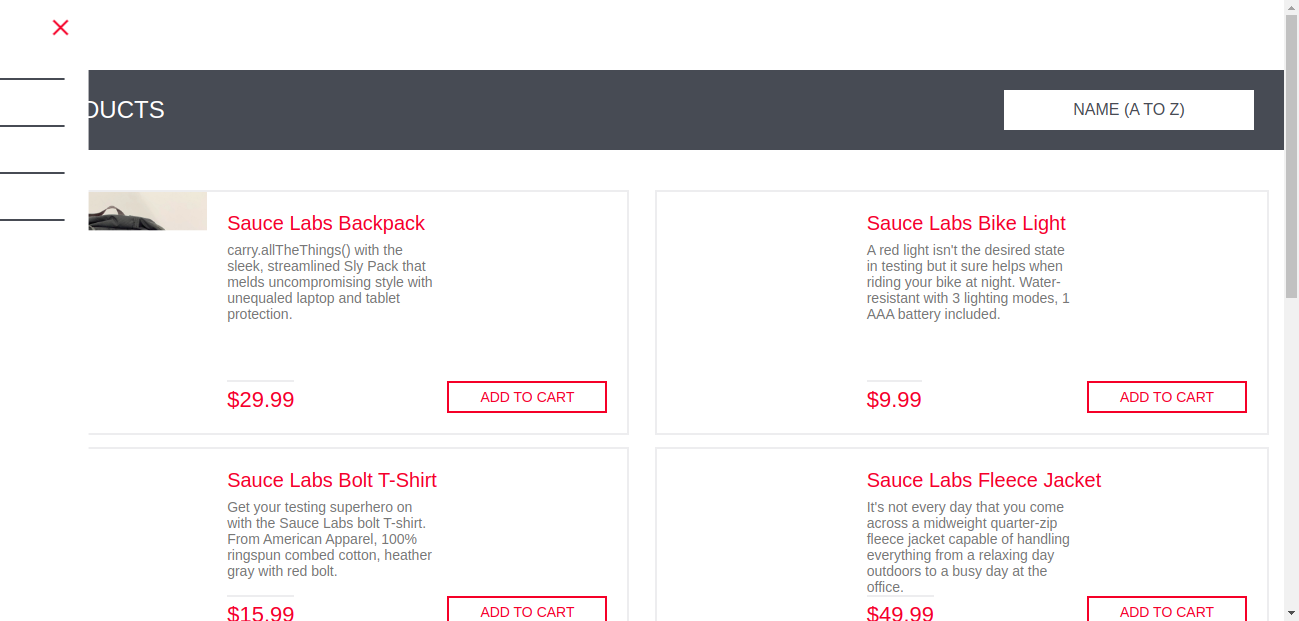 DUCTS
NAME (A TO Z)
Sauce Labs Backpack
carry.allTheThings() with the
sleek, streamlined Sly Pack that
melds uncompromising style with
unequaled laptop and tablet
protection.
$29.99
ADD TO CART
Sauce Labs Bike Light
A red light isn't the desired state
in testing but it sure helps when
riding your bike at night. Water-
resistant with 3 lighting modes, 1
AAA battery included.
$9.99
ADD TO CART
Sauce Labs Bolt T-Shirt
Get your testing superhero on
with the Sauce Labs bolt T-shirt.
From American Apparel, 100%
ringspun combed cotton, heather
gray with red bolt.
$15.99
ADD TO CART
Sauce Labs Fleece Jacket
It's not every day that you come
across a midweight quarter-zip
fleece jacket capable of handling
everything from a relaxing day
outdoors to a busy day at the
office.
$49.99
ADD TO CART